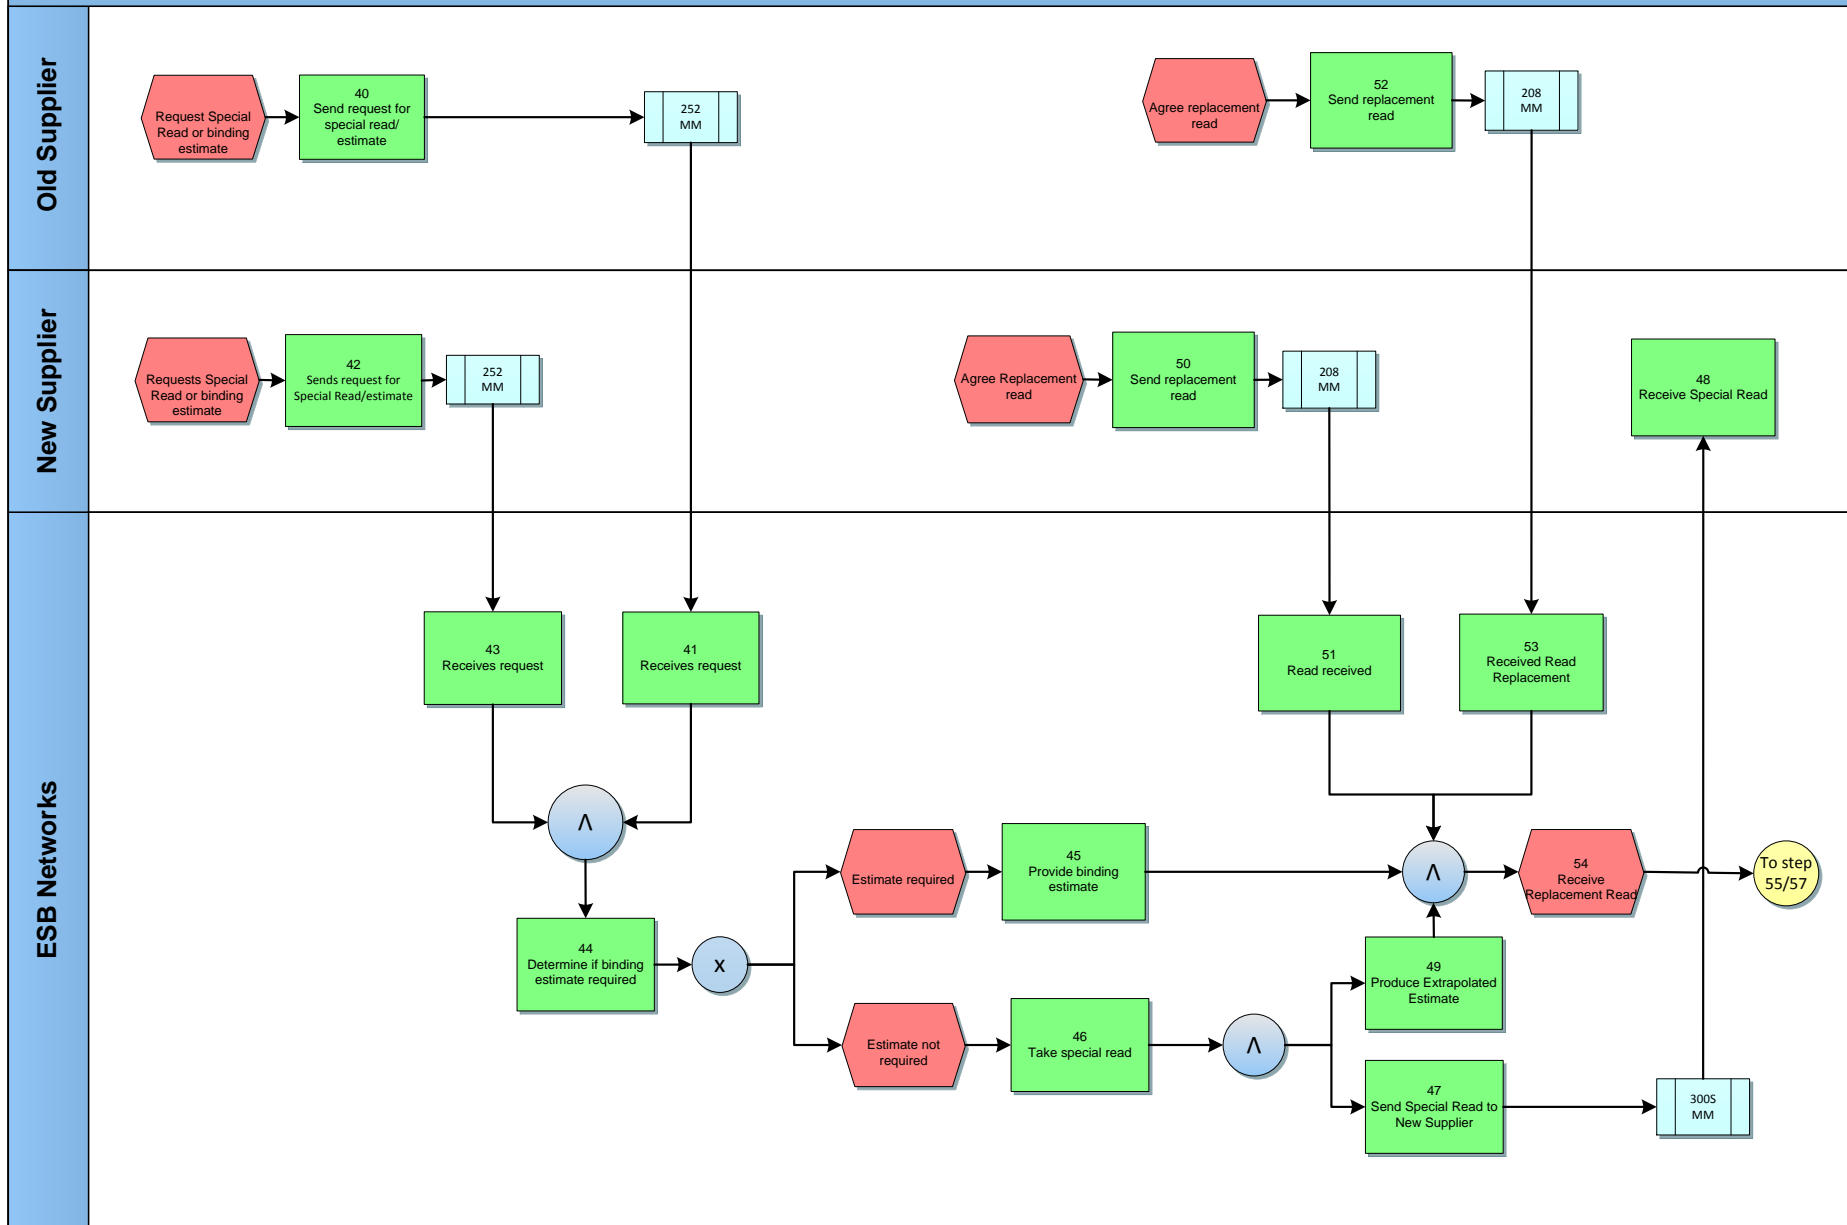 Old Supplier
Request Special
Read or binding
estimate
40
Send request for
special read/
estimate
252
MM
Agree replacement
read
52
Send replacement
read
208
MM
New Supplier
Requests Special
Read or binding
estimate
42
Sends request for
Special Read/estimate
252
MM
Agree Replacement
read
50
Send replacement
read
208
MM
48
Receive Special Read
ESB Networks
43
Receives request
41
Receives request
51
Read received
53
Received Read
Replacement
Λ
Estimate required
45
Provide binding
estimate
Λ
54
Receive
Replacement Read
To step
55/57
44
Determine if binding
estimate required
x
49
Produce Extrapolated
Estimate
Estimate not
required
46
Take special read
Λ
47
Send Special Read to
New Supplier
300S
MM